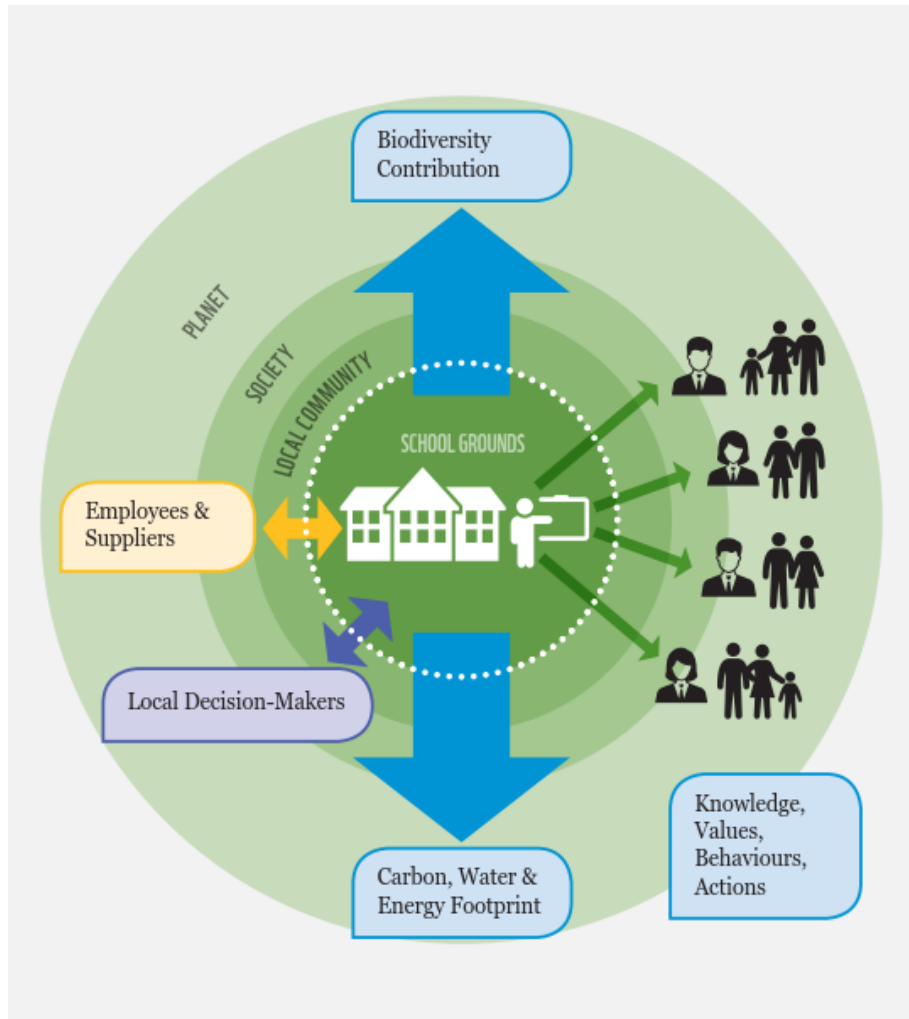 Biodiversity
Contribution
PLANET
SOCIETY
LOCAL COMMUNITY
SCHOOL GROUNDS
Employees &
Suppliers
Local Decision-Makers
Carbon, Water &
Energy Footprint
Knowledge,
Values,
Behaviours,
Actions